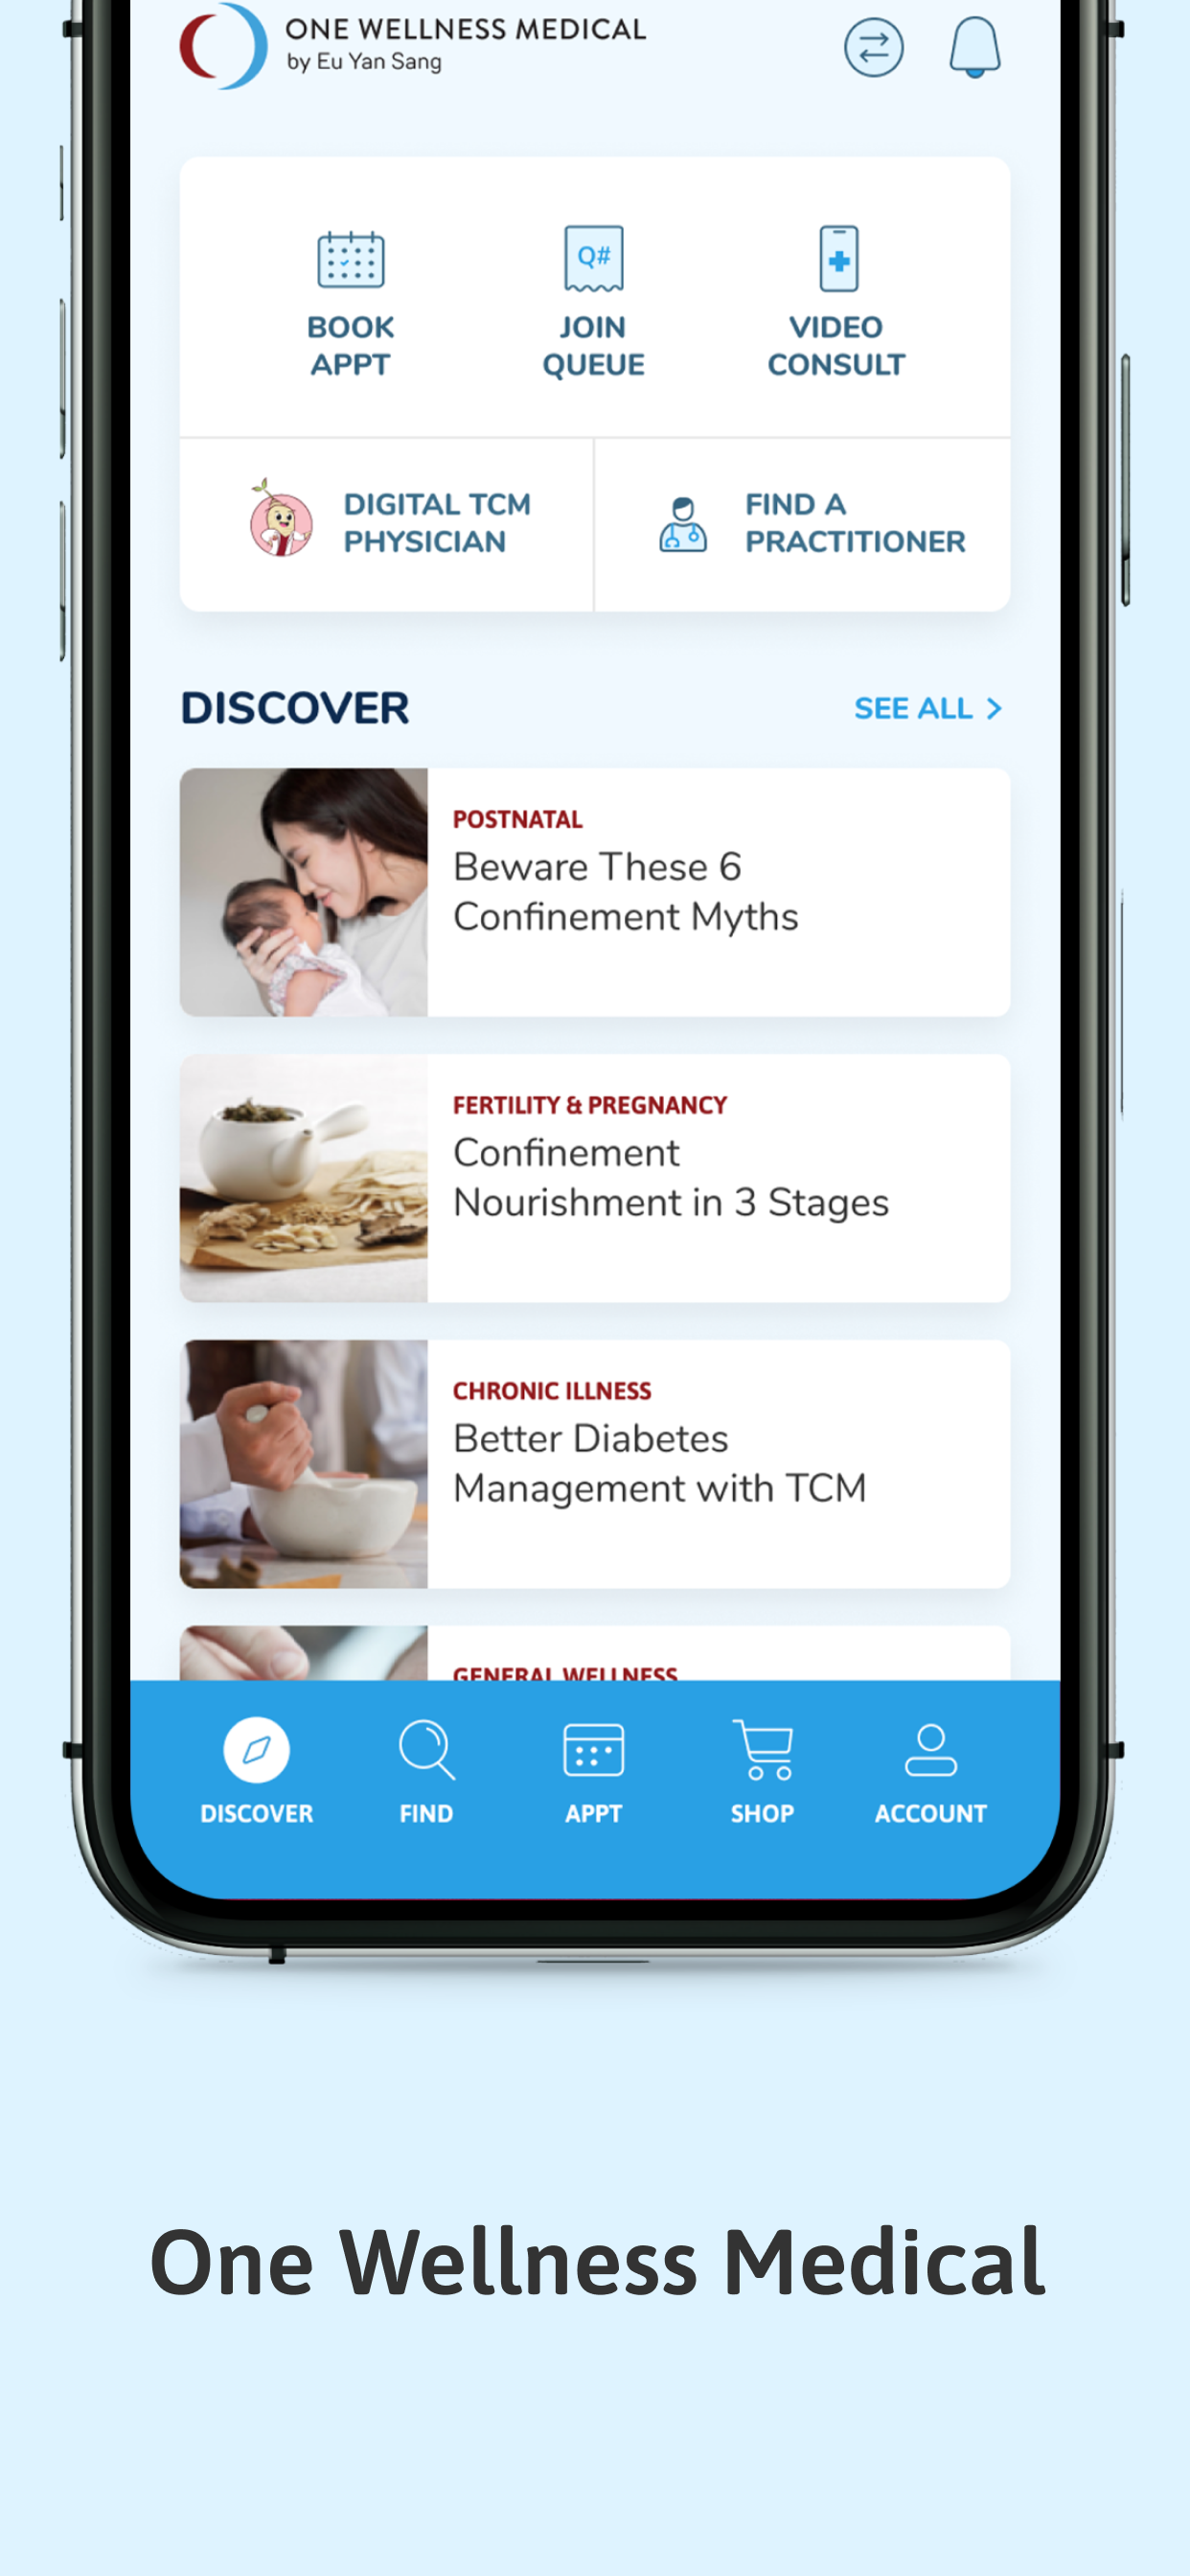 ONE WELLNESS MEDICAL
by Eu Yan Sang
Q#
BOOK
APPT
JOIN
QUEUE
VIDEO
CONSULT
DIGITAL TCM
PHYSICIAN
FIND A
PRACTITIONER
DISCOVER
SEE ALL >
POSTNATAL
Beware These 6
Confinement Myths
FERTILITY & PREGNANCY
Confinement
Nourishment in 3 Stages
CHRONIC ILLNESS
Better Diabetes
Management with TCM
GENERAL WELLNESS
DISCOVER
FIND
APPT
SHOP
ACCOUNT
One Wellness Medical